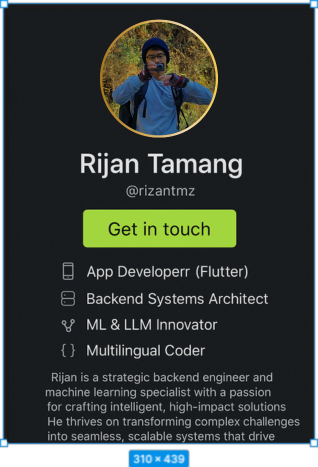 Rijan Tamang
@rizantmz
Get in touch
App Developerr (Flutter)
Backend Systems Architect
ML & LLM Innovator
Multilingual Coder
Rijan is a strategic backend engineer and
machine learning specialist with a passion
for crafting intelligent, high-impact solutions
He thrives on transforming complex challenges
into seamless, scalable systems that drive
310 × 439